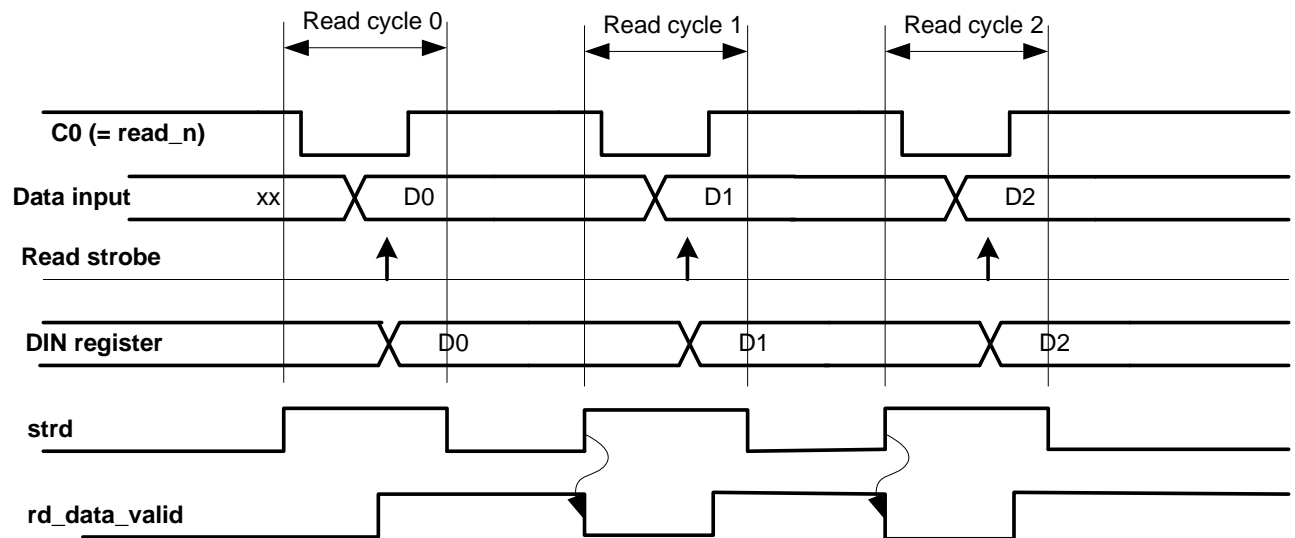 Read cycle 0
Read cycle 1
Read cycle 2
C0 (= read_n)
Data input
xx
D0
D1
D2
Read strobe
DIN register
D0
D1
D2
strd
rd_data_valid